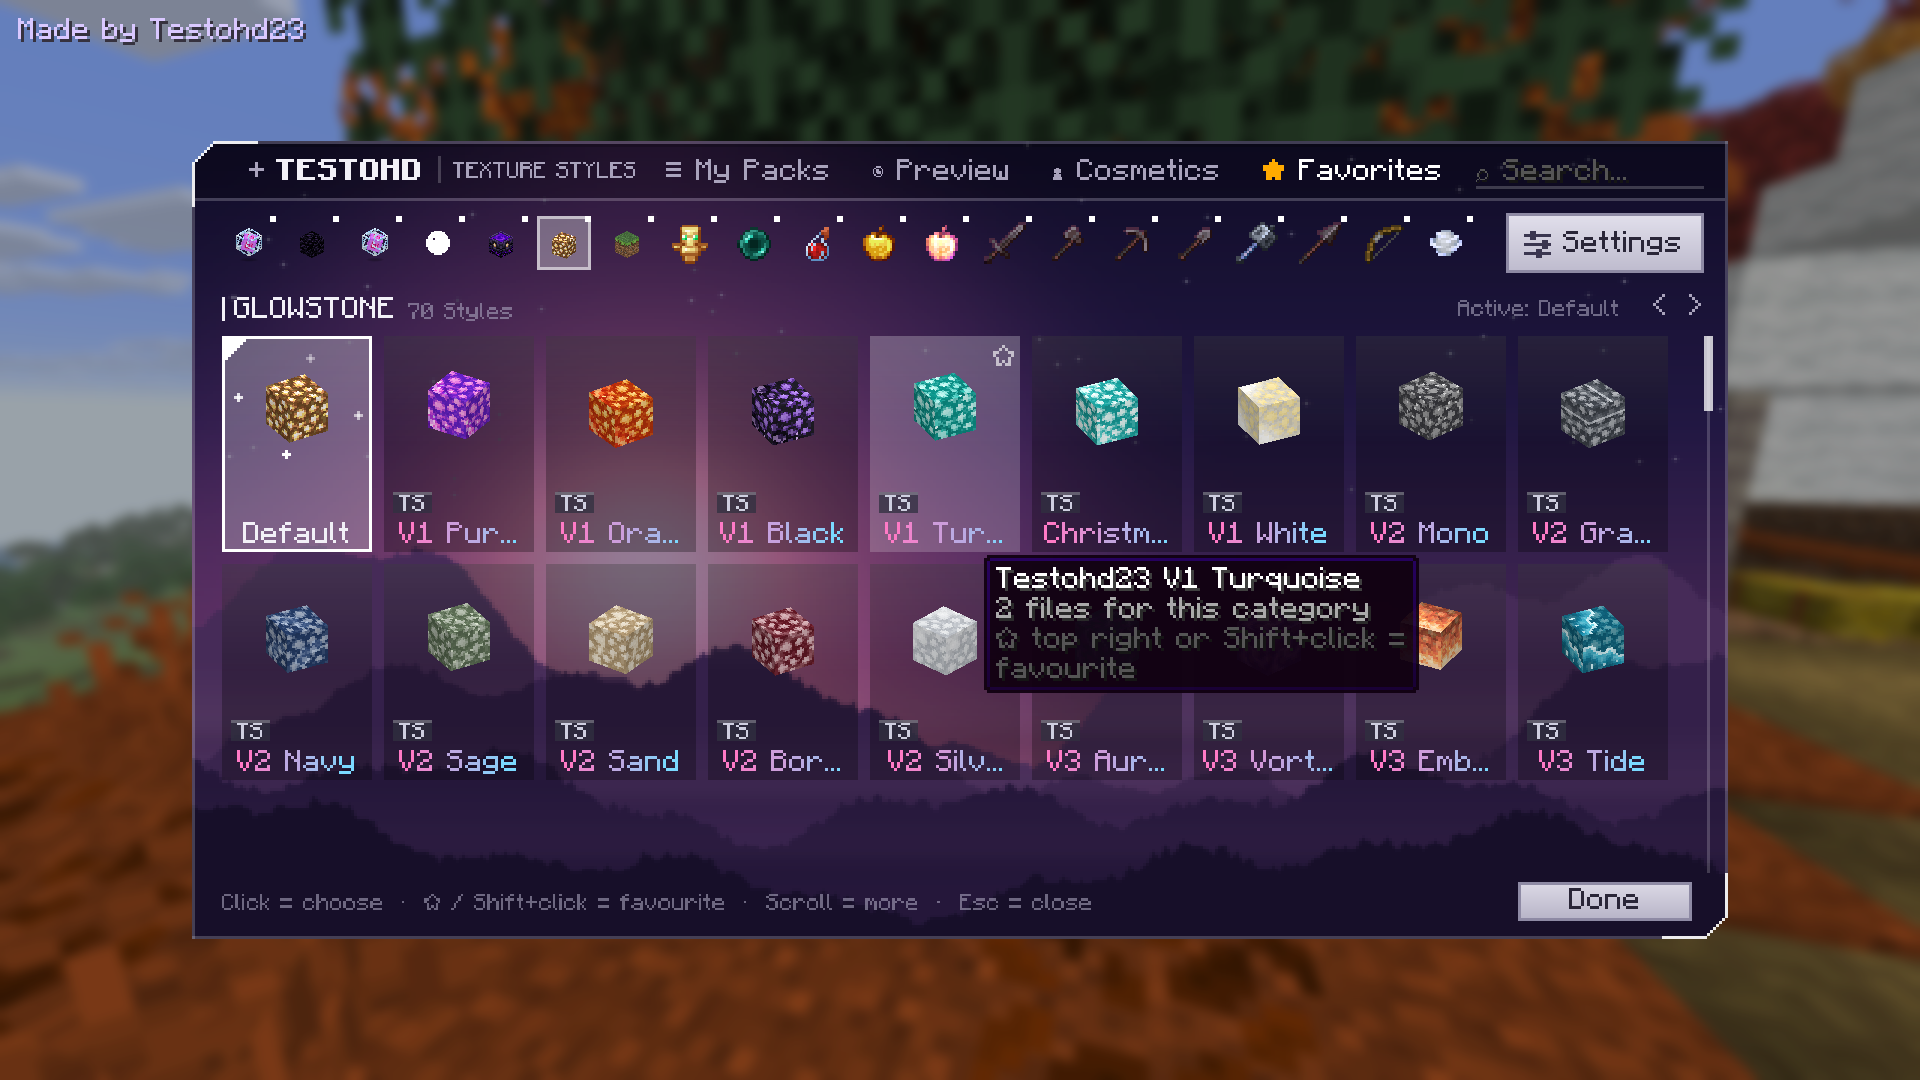 Made by Testohd23
+ TESTOHD | TEXTURE STYLES
My Packs
Preview
Cosmetics
Favorites
Search...
Settings
GLOWSTONE 70 Styles
Active: Default
Default
TS
V1 Pur...
TS
V1 Ora...
TS
V1 Black
TS
V1 Tur...
TS
Christm...
TS
V1 White
TS
V2 Mono
TS
V2 Gra...
Testohd23 V1 Turquoise
2 files for this category
☆ top right or Shift+click =
favourite
TS
V2 Navy
TS
V2 Sage
TS
V2 Sand
TS
V2 Bor...
TS
V2 Silv...
TS
V3 Aur...
TS
V3 Vort...
TS
V3 Emb...
TS
V3 Tide
Click = choose · ☆ / Shift+click = favourite · Scroll = more · Esc = close
Done